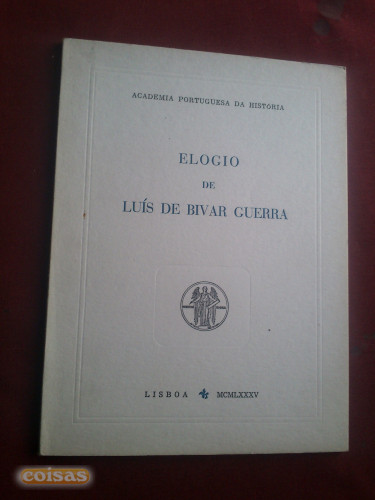 ACADEMIA PORTUGUESA DA HISTÓRIA
ELOGIO
DE
LUÍS DE BIVAR GUERRA
LISBOA MCMLXXXV
coisas